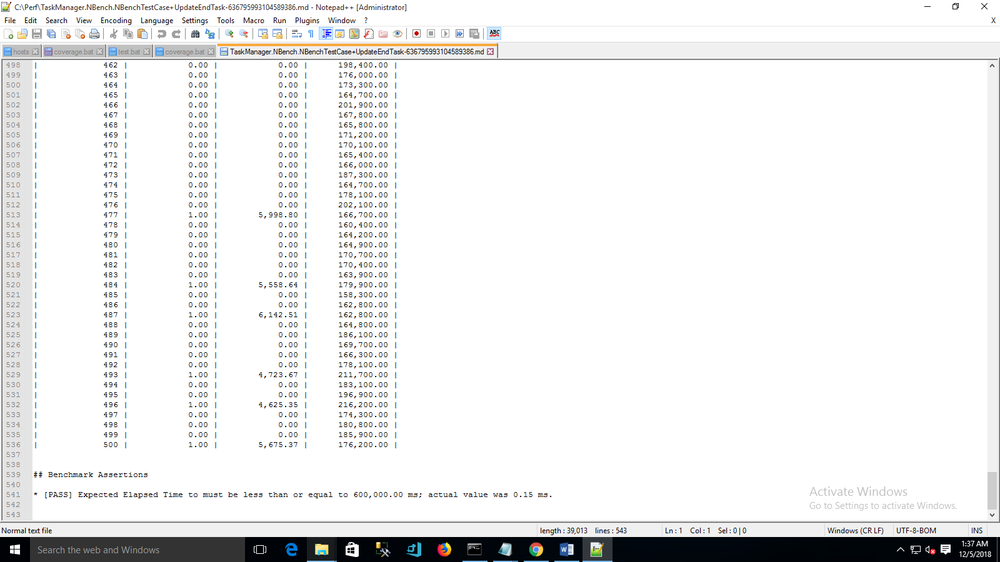 C:\Perf\TaskManager.NBench.NBenchTestCase+UpdateEndTask-636795993104589386.md - Notepad++ [Administrator]
File Edit Search View Encoding Language Settings Tools Macro Run Plugins Window ? X
hosts coverage.bat test.bat coverage.bat TaskManager.NBench.NBenchTestCase+UpdateEndTask-636795993104589386.md
498 | 462 | 0.00 | 0.00 | 198,400.00 |
499 | 463 | 0.00 | 0.00 | 176,000.00 |
500 | 464 | 0.00 | 0.00 | 173,300.00 |
501 | 465 | 0.00 | 0.00 | 164,700.00 |
502 | 466 | 0.00 | 0.00 | 201,900.00 |
503 | 467 | 0.00 | 0.00 | 167,800.00 |
504 | 468 | 0.00 | 0.00 | 165,800.00 |
505 | 469 | 0.00 | 0.00 | 171,200.00 |
506 | 470 | 0.00 | 0.00 | 170,100.00 |
507 | 471 | 0.00 | 0.00 | 165,400.00 |
508 | 472 | 0.00 | 0.00 | 166,000.00 |
509 | 473 | 0.00 | 0.00 | 187,300.00 |
510 | 474 | 0.00 | 0.00 | 164,700.00 |
511 | 475 | 0.00 | 0.00 | 178,100.00 |
512 | 476 | 0.00 | 0.00 | 202,100.00 |
513 | 477 | 1.00 | 5,998.80 | 166,700.00 |
514 | 478 | 0.00 | 0.00 | 160,400.00 |
515 | 479 | 0.00 | 0.00 | 164,200.00 |
516 | 480 | 0.00 | 0.00 | 164,900.00 |
517 | 481 | 0.00 | 0.00 | 170,700.00 |
518 | 482 | 0.00 | 0.00 | 170,400.00 |
519 | 483 | 0.00 | 0.00 | 163,900.00 |
520 | 484 | 1.00 | 5,558.64 | 179,900.00 |
521 | 485 | 0.00 | 0.00 | 158,300.00 |
522 | 486 | 0.00 | 0.00 | 162,800.00 |
523 | 487 | 1.00 | 6,142.51 | 162,800.00 |
524 | 488 | 0.00 | 0.00 | 164,800.00 |
525 | 489 | 0.00 | 0.00 | 186,100.00 |
526 | 490 | 0.00 | 0.00 | 169,700.00 |
527 | 491 | 0.00 | 0.00 | 166,300.00 |
528 | 492 | 0.00 | 0.00 | 178,100.00 |
529 | 493 | 1.00 | 4,723.67 | 211,700.00 |
530 | 494 | 0.00 | 0.00 | 183,100.00 |
531 | 495 | 0.00 | 0.00 | 196,900.00 |
532 | 496 | 1.00 | 4,625.35 | 216,200.00 |
533 | 497 | 0.00 | 0.00 | 174,300.00 |
534 | 498 | 0.00 | 0.00 | 180,800.00 |
535 | 499 | 0.00 | 0.00 | 185,900.00 |
536 | 500 | 1.00 | 5,675.37 | 176,200.00 |
537
538
539 ## Benchmark Assertions
540
541 * [PASS] Expected Elapsed Time to must be less than or equal to 600,000.00 ms; actual value was 0.15 ms.
542
543
Activate Windows
Go to Settings to activate Windows.
Normal text file length : 39,013 lines : 543 Ln : 1 Col : 1 Sel : 0 | 0 Windows (CR LF) UTF-8-BOM INS
Search the web and Windows
1:37 AM
12/5/2018